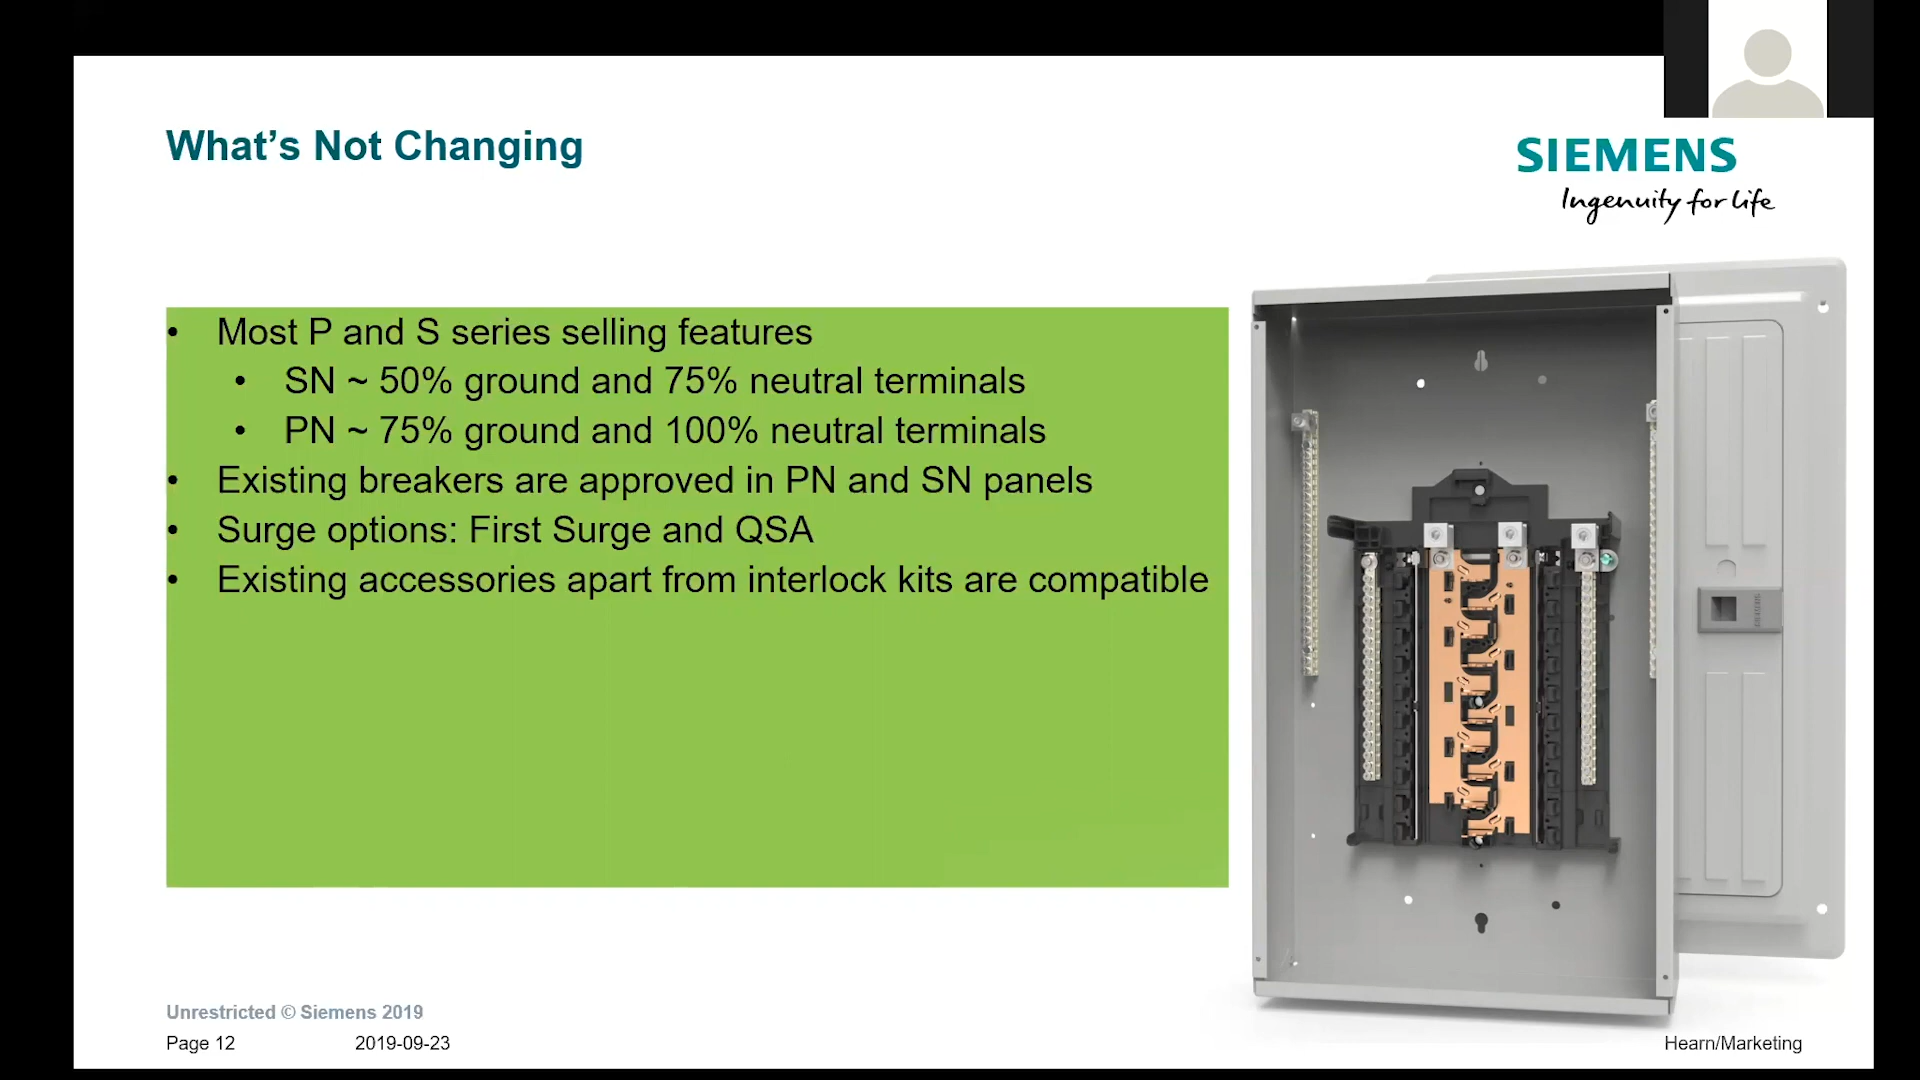 What’s Not Changing
SIEMENS
Ingenuity for life
• Most P and S series selling features
• SN ~ 50% ground and 75% neutral terminals
• PN ~ 75% ground and 100% neutral terminals
• Existing breakers are approved in PN and SN panels
• Surge options: First Surge and QSA
• Existing accessories apart from interlock kits are compatible
Unrestricted © Siemens 2019
Page 12 2019-09-23 Hearn/Marketing